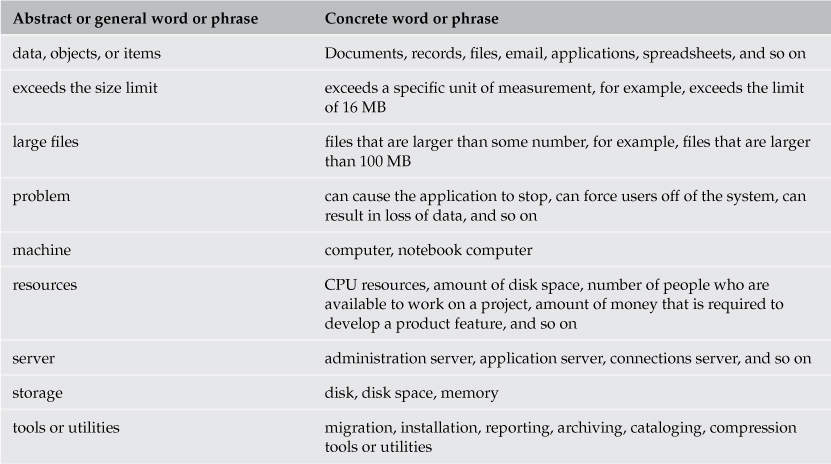 Abstract or general word or phrase Concrete word or phrase
data, objects, or items Documents, records, files, email, applications, spreadsheets, and so on
exceeds the size limit exceeds a specific unit of measurement, for example, exceeds the limit
of 16 MB
large files files that are larger than some number, for example, files that are larger
than 100 MB
problem can cause the application to stop, can force users off of the system, can
result in loss of data, and so on
machine computer, notebook computer
resources CPU resources, amount of disk space, number of people who are
available to work on a project, amount of money that is required to
develop a product feature, and so on
server administration server, application server, connections server, and so on
storage disk, disk space, memory
tools or utilities migration, installation, reporting, archiving, cataloging, compression
tools or utilities